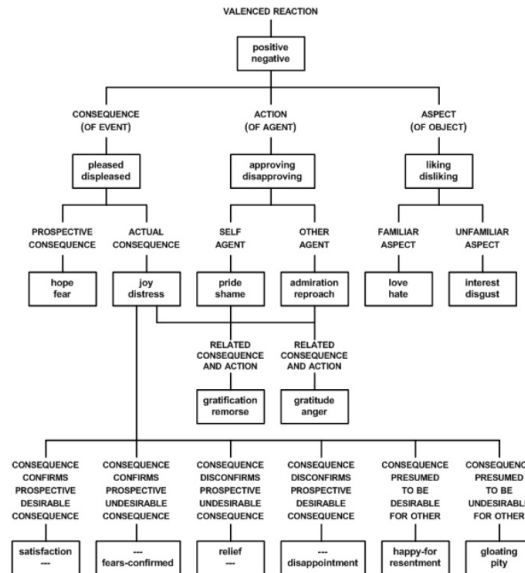 VALENCED REACTION
positive
negative
CONSEQUENCE
(OF EVENT)
ACTION
(OF AGENT)
ASPECT
(OF OBJECT)
pleased
displeased
approving
disapproving
liking
disliking
PROSPECTIVE
CONSEQUENCE
ACTUAL
CONSEQUENCE
SELF
AGENT
OTHER
AGENT
FAMILIAR
ASPECT
UNFAMILIAR
ASPECT
hope
fear
joy
distress
pride
shame
admiration
reproach
love
hate
interest
disgust
RELATED
CONSEQUENCE
AND ACTION
RELATED
CONSEQUENCE
AND ACTION
gratification
remorse
gratitude
anger
CONSEQUENCE
CONFIRMS
PROSPECTIVE
DESIRABLE
CONSEQUENCE
CONSEQUENCE
CONFIRMS
PROSPECTIVE
UNDESIRABLE
CONSEQUENCE
CONSEQUENCE
DISCONFIRMS
PROSPECTIVE
UNDESIRABLE
CONSEQUENCE
CONSEQUENCE
DISCONFIRMS
PROSPECTIVE
DESIRABLE
CONSEQUENCE
CONSEQUENCE
PRESUMED
TO BE
DESIRABLE
FOR OTHER
CONSEQUENC
PRESUMED
TO BE
UNDESIRABLE
FOR OTHER
satisfaction
---
---
fears-confirmed
relief
---
---
disappointment
happy-for
resentment
gloating
pity